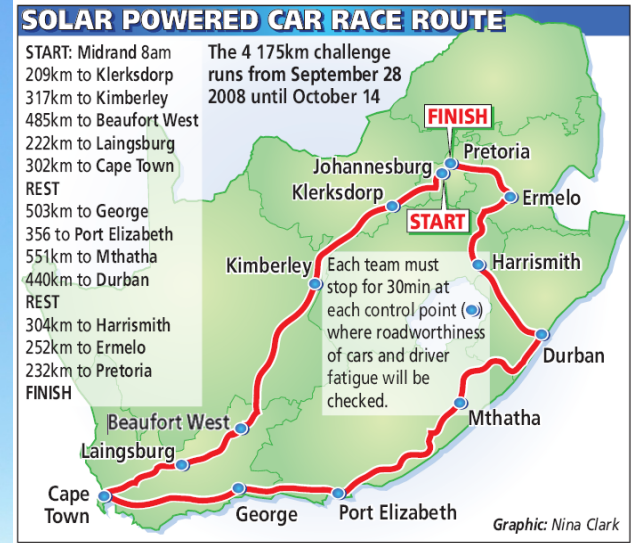 SOLAR POWERED CAR RACE ROUTE
START: Midrand 8am
209km to Klerksdorp
317km to Kimberley
485km to Beaufort West
222km to Laingsburg
302km to Cape Town
REST
503km to George
356 to Port Elizabeth
551km to Mthatha
440km to Durban
REST
304km to Harrismith
252km to Ermelo
232km to Pretoria
FINISH
The 4 175km challenge
runs from September 28
2008 until October 14
FINISH
Pretoria
Johannesburg
Klerksdorp
Ermelo
START
Kimberley
Harrismith
Each team must
stop for 30min at
each control point ( )
where roadworthiness
of cars and driver
fatigue will be
checked.
Durban
Mthatha
Beaufort West
Laingsburg
Cape
Town
George
Port Elizabeth
Graphic: Nina Clark